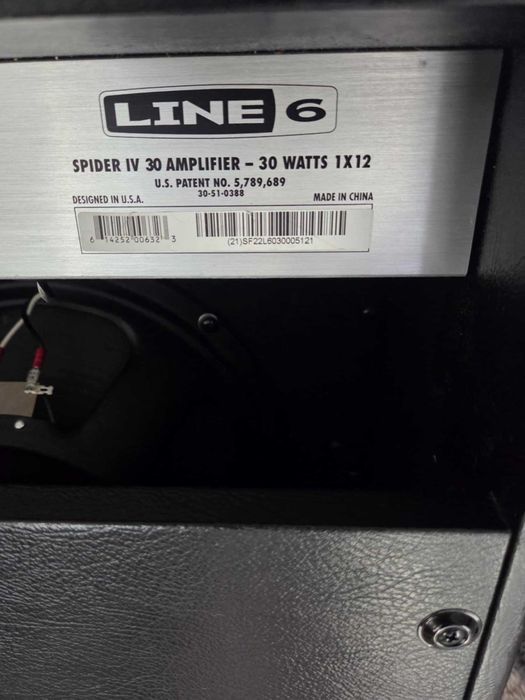 LINE 6
SPIDER IV 30 AMPLIFIER – 30 WATTS 1X12
U.S. PATENT NO. 5,789,689
30-51-0388
DESIGNED IN U.S.A.
MADE IN CHINA
6 14252 00632 3
(21)SF22L6030005121